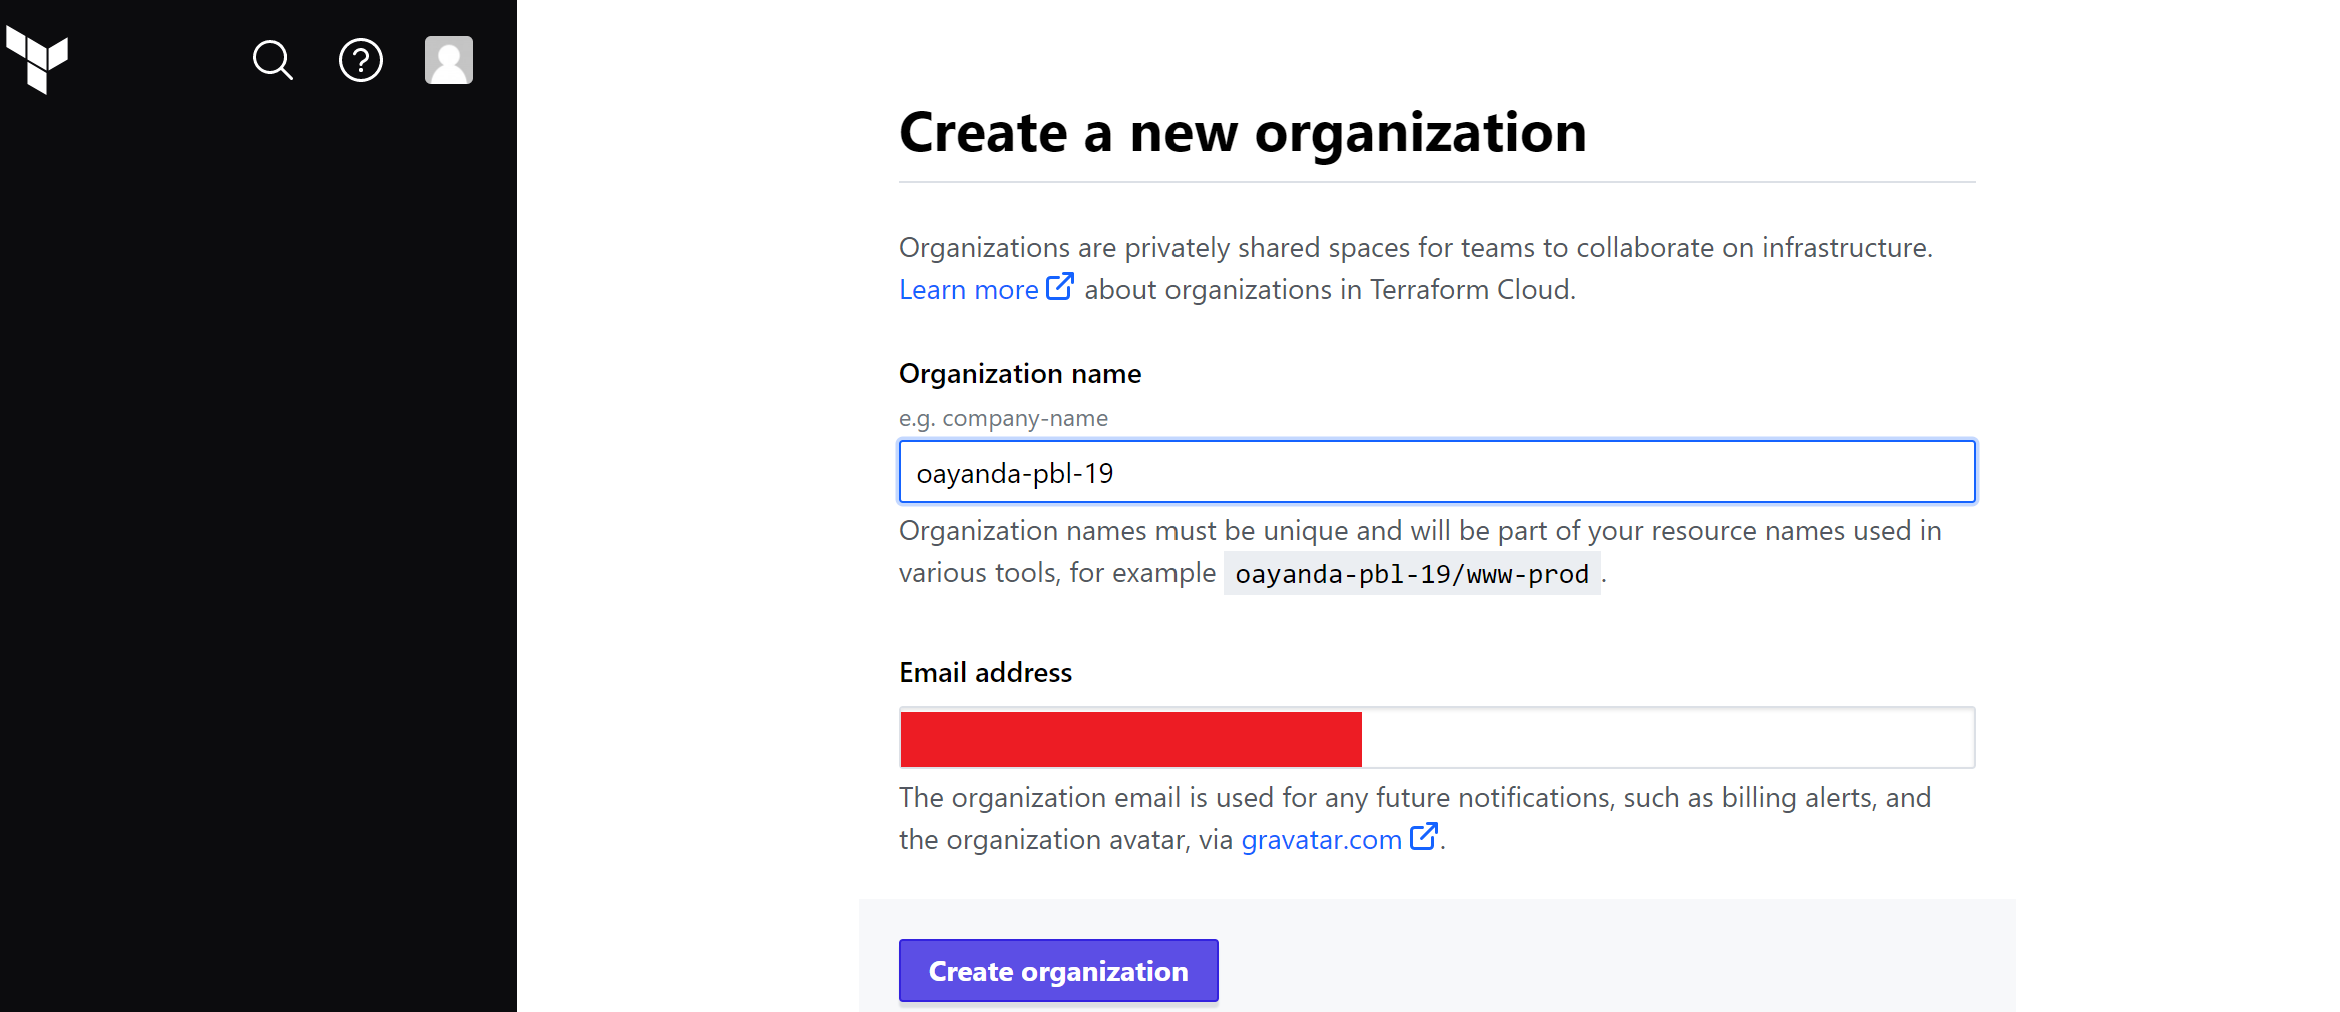 Create a new organization
Organizations are privately shared spaces for teams to collaborate on infrastructure.
Learn more about organizations in Terraform Cloud.
Organization name
e.g. company-name
oayanda-pbl-19
Organization names must be unique and will be part of your resource names used in
various tools, for example oayanda-pbl-19/www-prod.
Email address
The organization email is used for any future notifications, such as billing alerts, and
the organization avatar, via gravatar.com.
Create organization